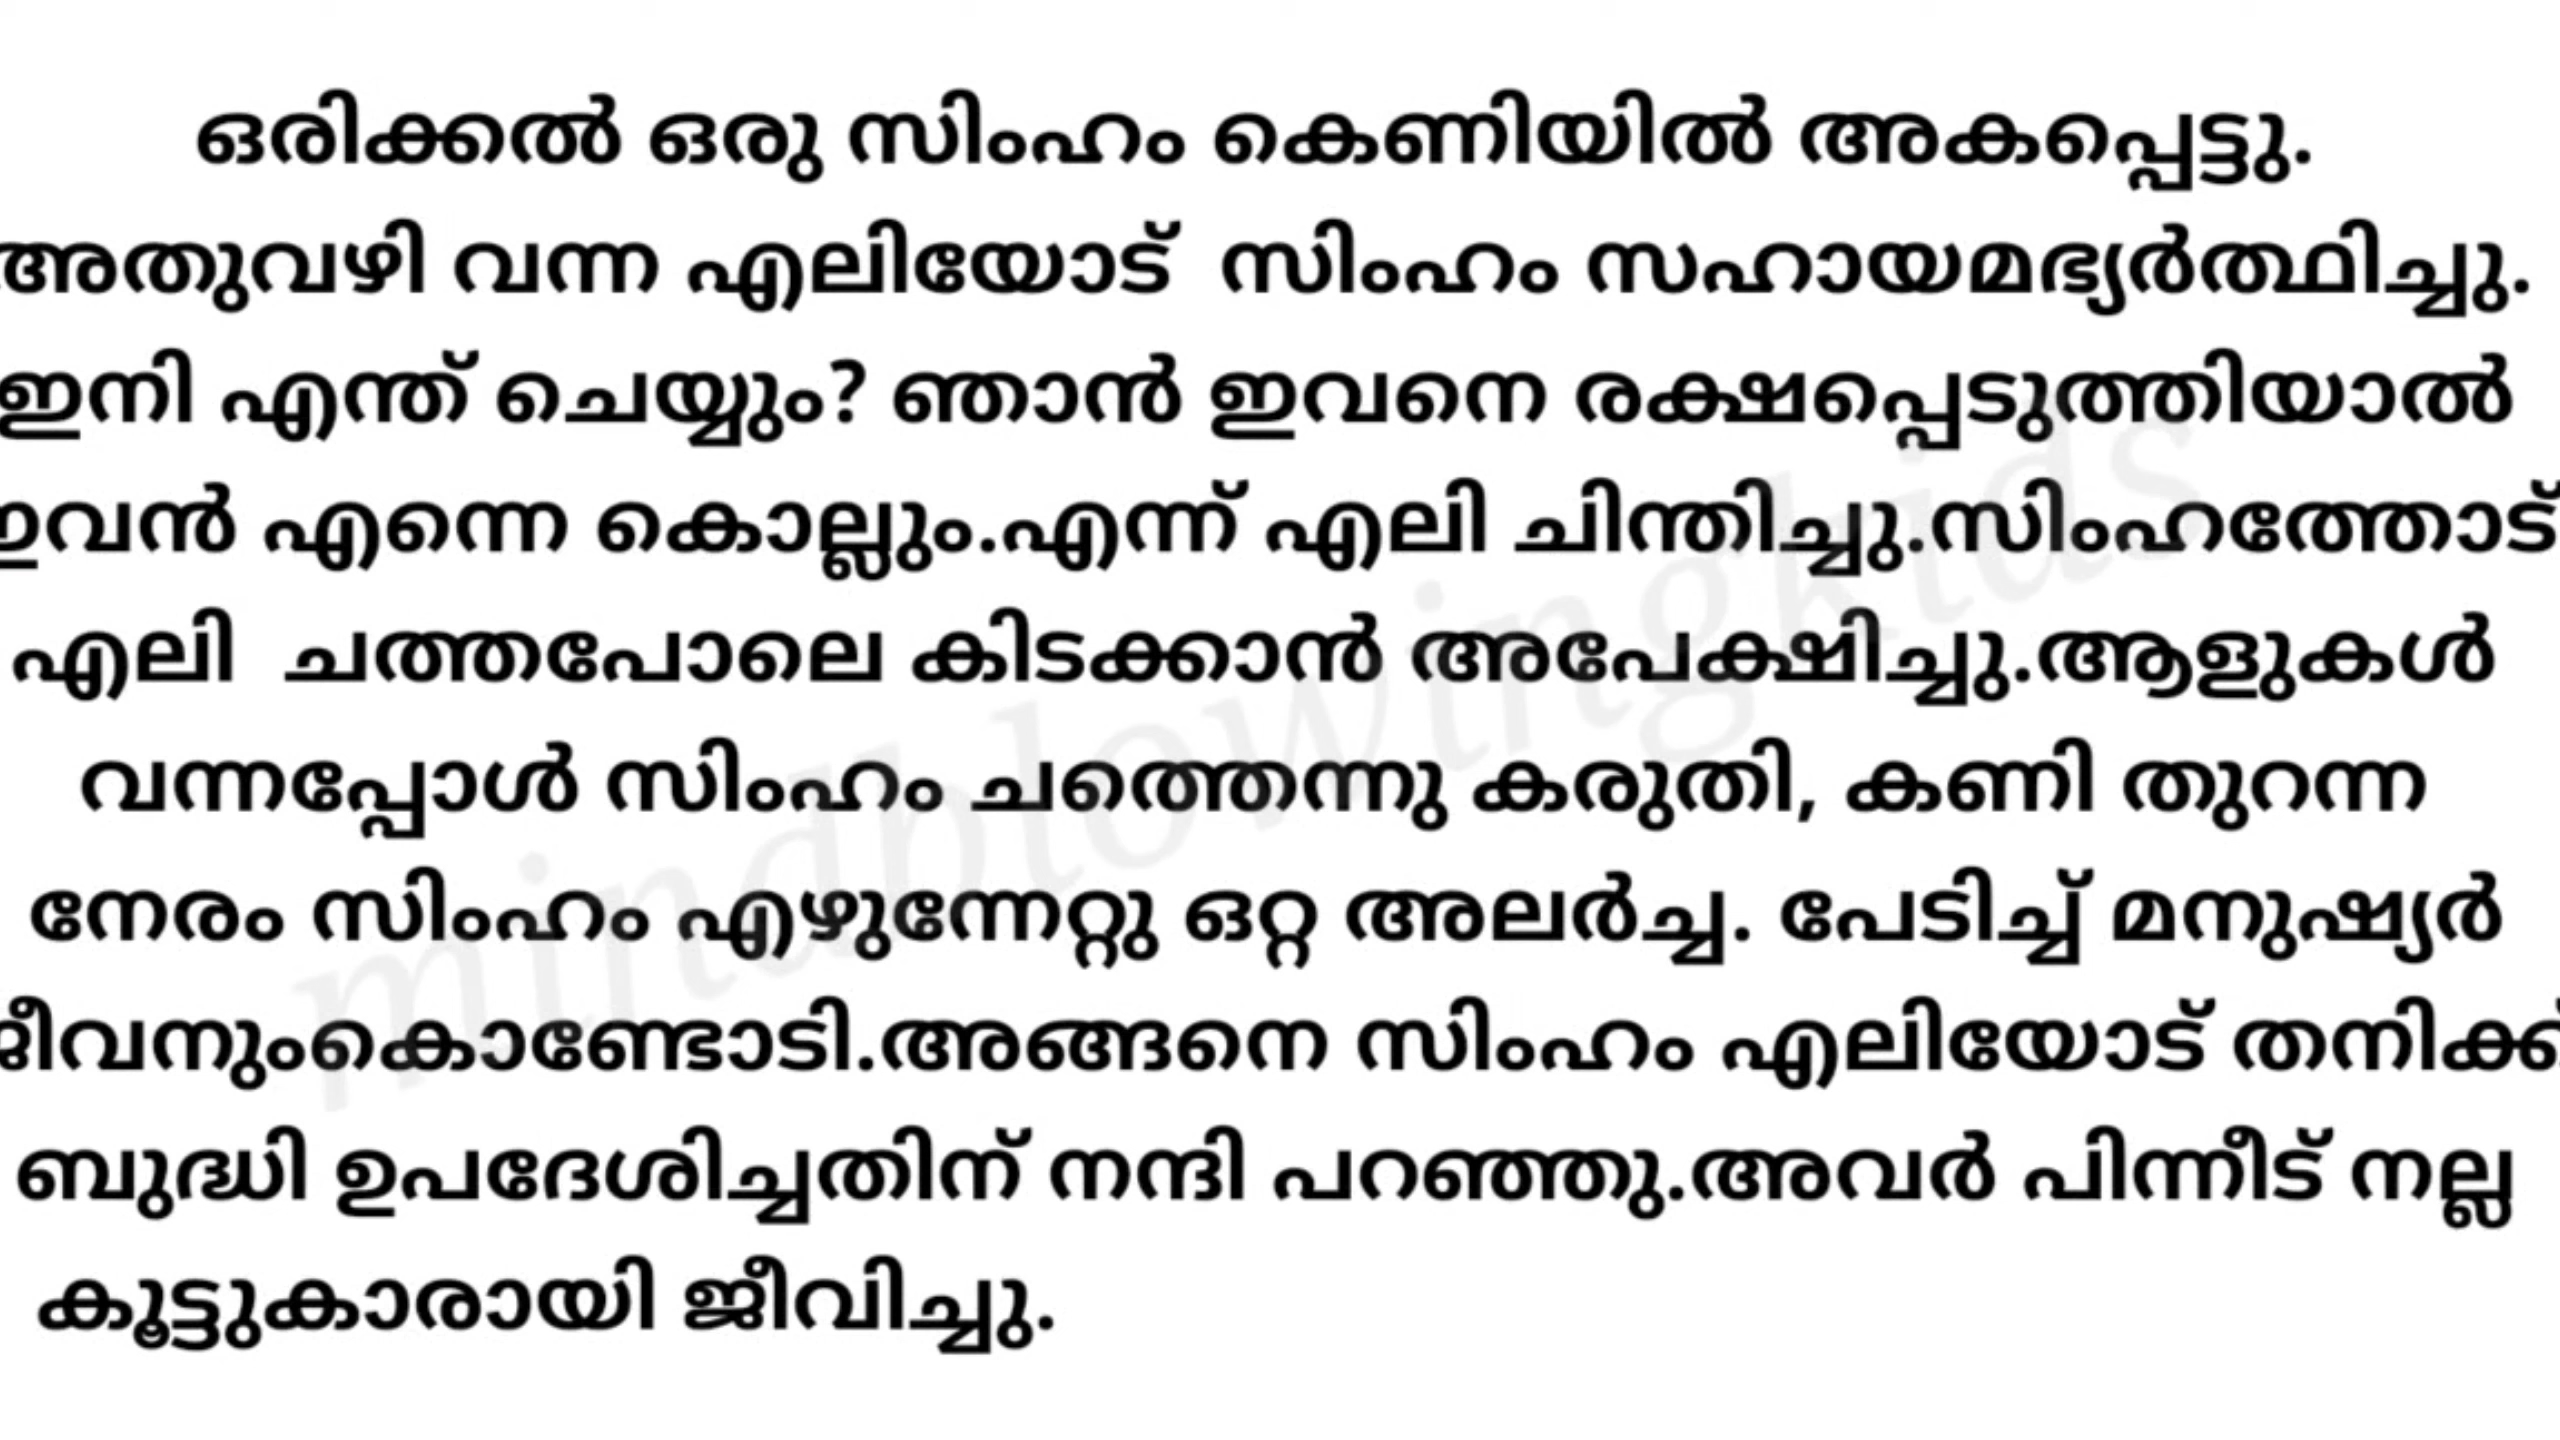 ഒരിക്കൽ ഒരു സിംഹം കെണിയിൽ അകപ്പെട്ടു.
അതുവഴി വന്ന എലിയോട് സിംഹം സഹായമഭ്യർത്ഥിച്ചു.
ഇനി എന്ത് ചെയ്യും? ഞാൻ ഇവനെ രക്ഷപ്പെടുത്തിയാൽ
ഇവൻ എന്നെ കൊല്ലും.എന്ന് എലി ചിന്തിച്ചു.സിംഹത്തോട്
എലി ചത്തപോലെ കിടക്കാൻ അപേക്ഷിച്ചു.ആളുകൾ
വന്നപ്പോൾ സിംഹം ചത്തെന്നു കരുതി, കണി തുറന്ന
നേരം സിംഹം എഴുന്നേറ്റു ഒറ്റ അലർച്ച. പേടിച്ച് മനുഷ്യർ
ജീവനുംകൊണ്ടോടി.അങ്ങനെ സിംഹം എലിയോട് തനിക്ക്
ബുദ്ധി ഉപദേശിച്ചതിന് നന്ദി പറഞ്ഞു.അവർ പിന്നീട് നല്ല
കൂട്ടുകാരായി ജീവിച്ചു.
mindblowingkids